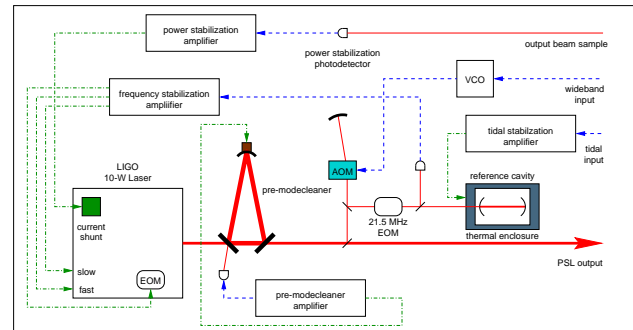 power stabilization
amplifier
power stabilization
photodetector
output beam sample
VCO
wideband
input
frequency stabilization
ampliifier
tidal stabilzation
amplifier
tidal
input
LIGO
10-W Laser
pre-modecleaner
AOM
reference cavity
current
shunt
21.5 MHz
EOM
thermal enclosure
PSL output
slow
fast
EOM
pre-modecleaner
amplifier